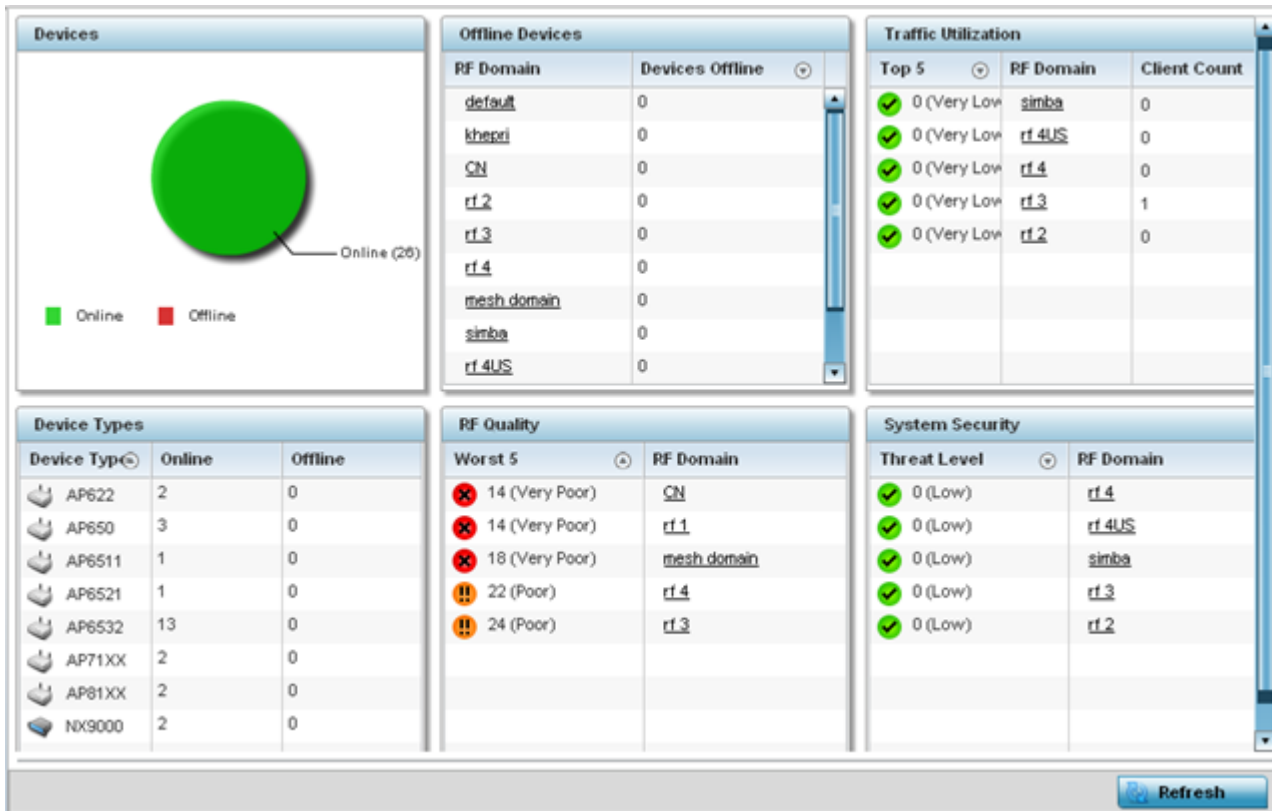 Devices
Online (26)
Online Offline
Offline Devices
RF Domain Devices Offline
default 0
khepri 0
CN 0
rf 2 0
rf 3 0
rf 4 0
mesh domain 0
simba 0
rf 4US 0
Traffic Utilization
Top 5 RF Domain Client Count
0 (Very Low simba 0
0 (Very Low rf 4US 0
0 (Very Low rf 4 0
0 (Very Low rf 3 1
0 (Very Low rf 2 0
Device Types
Device Type Online Offline
AP622 2 0
AP650 3 0
AP6511 1 0
AP6521 1 0
AP6532 13 0
AP71XX 2 0
AP81XX 2 0
NX9000 2 0
RF Quality
Worst 5 RF Domain
14 (Very Poor) CN
14 (Very Poor) rf 1
18 (Very Poor) mesh domain
22 (Poor) rf 4
24 (Poor) rf 3
System Security
Threat Level RF Domain
0 (Low) rf 4
0 (Low) rf 4US
0 (Low) simba
0 (Low) rf 3
0 (Low) rf 2
Refresh